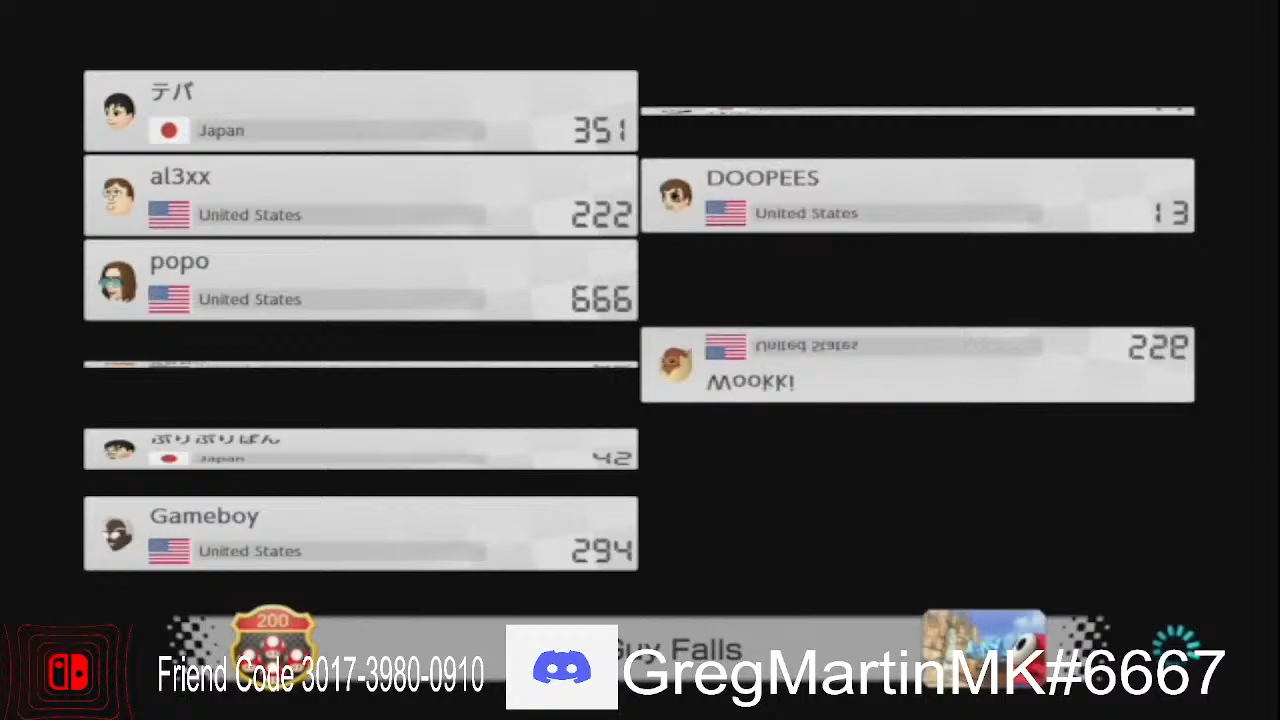 テバ
Japan
351
al3xx
United States
222
popo
United States
666
ぷりぷりぱん
Japan
42
Gameboy
United States
294
DOOPEES
United States
13
United States
228
Wookki
200
Guy Falls
Friend Code 3017-3980-0910
GregMartinMK#6667